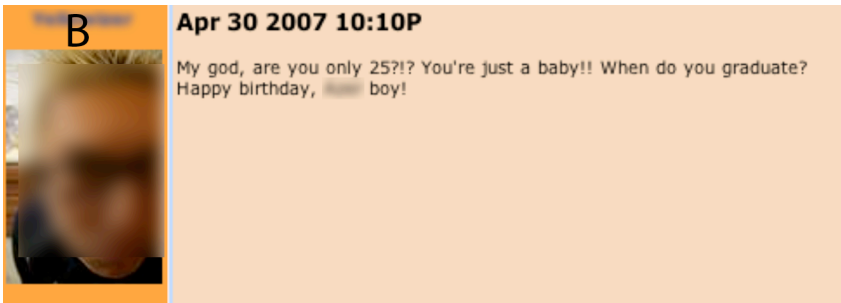 B
Apr 30 2007 10:10P
My god, are you only 25?!? You're just a baby!! When do you graduate?
Happy birthday, boy!